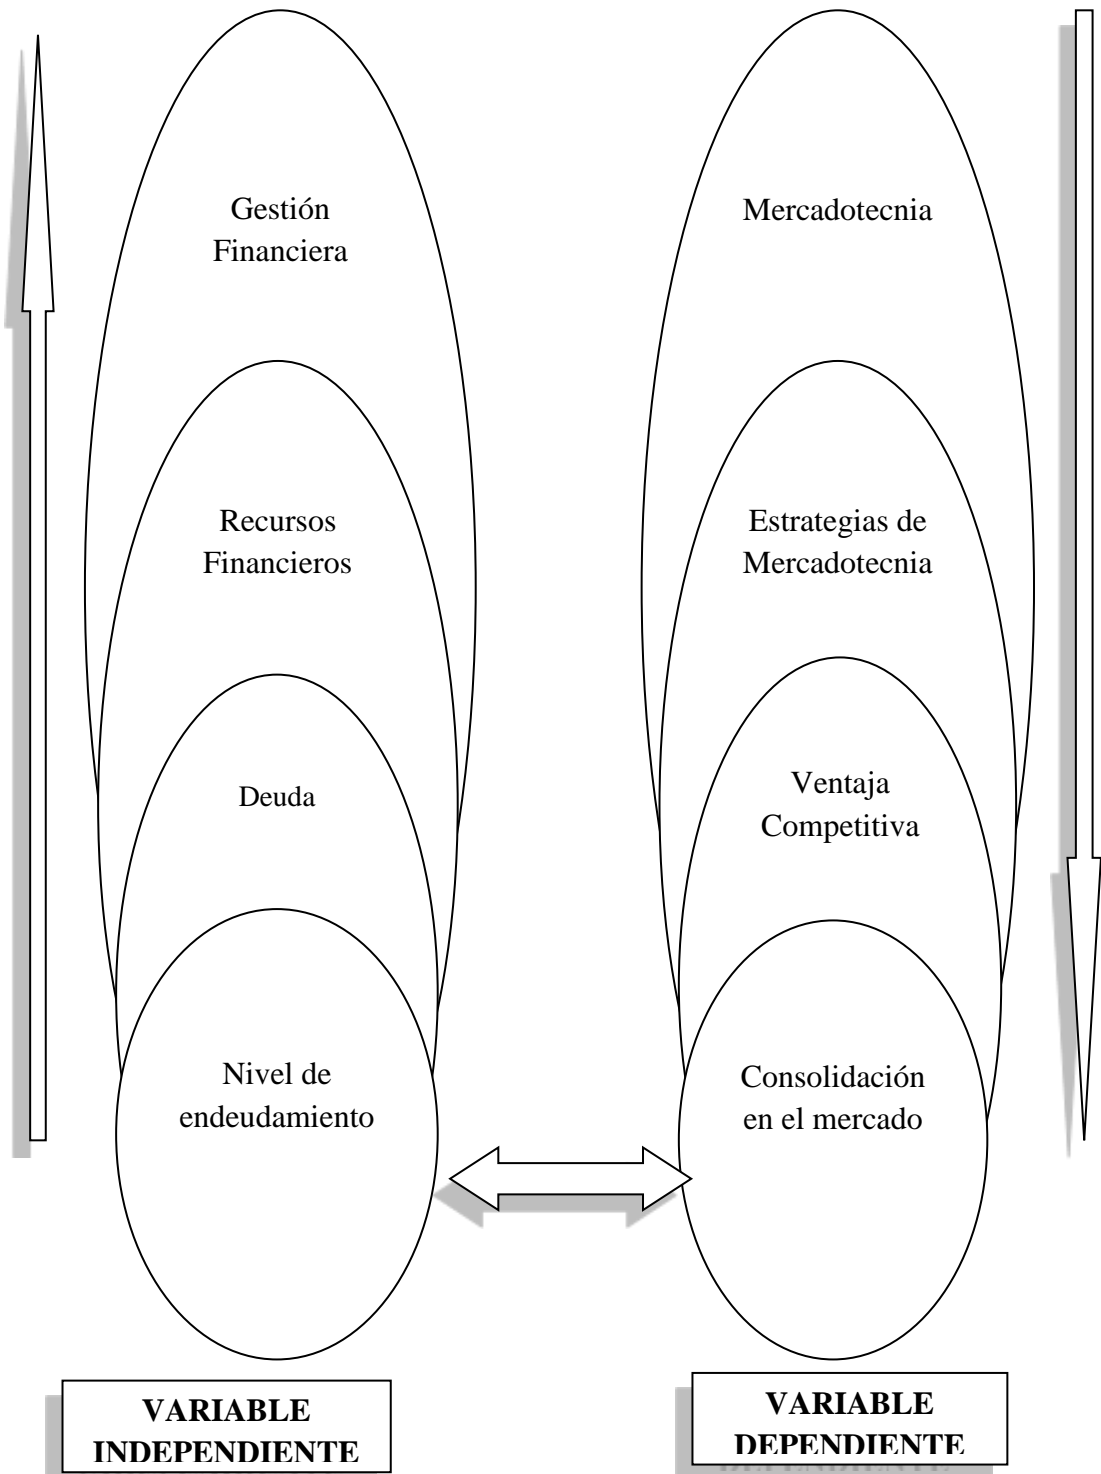 Gestión
Financiera
Recursos
Financieros
Deuda
Nivel de
endeudamiento
VARIABLE
INDEPENDIENTE
Mercadotecnia
Estrategias de
Mercadotecnia
Ventaja
Competitiva
Consolidación
en el mercado
VARIABLE
DEPENDIENTE